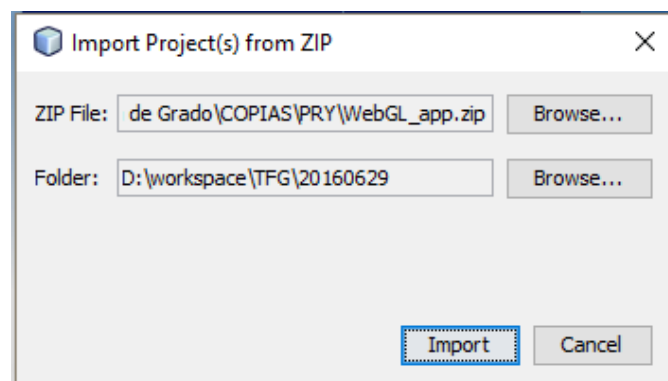 Import Project(s) from ZIP
ZIP File: de Grado\COPIAS\PRY\WebGL_app.zip Browse...
Folder: D:\workspace\TFG\20160629 Browse...
Import Cancel